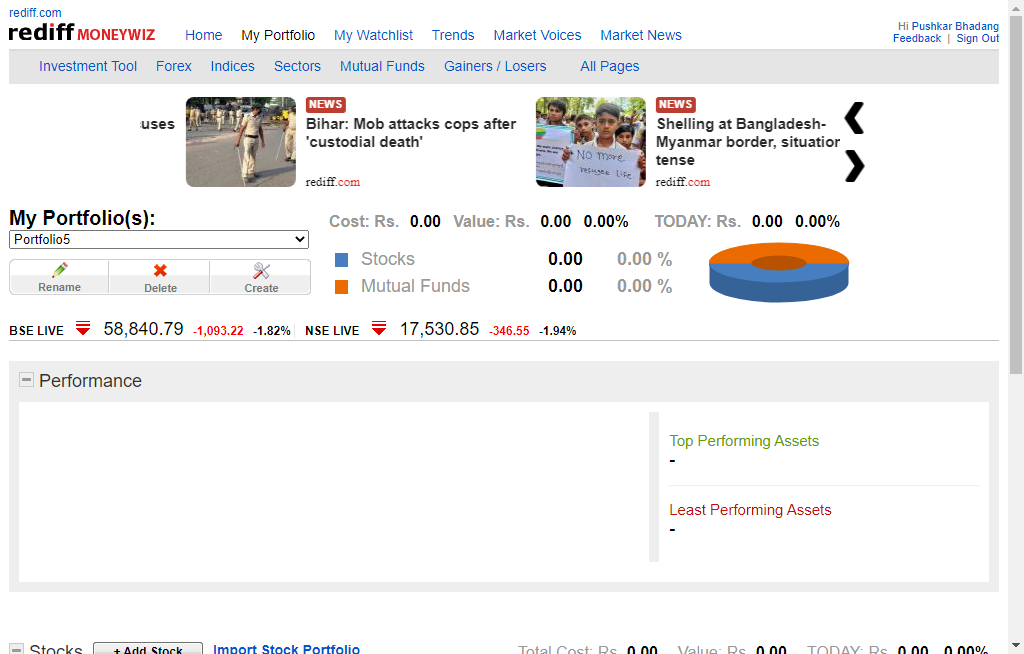 rediff.com
rediff MONEYWIZ
Home My Portfolio My Watchlist Trends Market Voices Market News
Hi Pushkar Bhadang
Feedback | Sign Out
Investment Tool Forex Indices Sectors Mutual Funds Gainers / Losers All Pages
uses
NEWS
Bihar: Mob attacks cops after
'custodial death'
rediff.com
NO more
refugee life
NEWS
Shelling at Bangladesh-
Myanmar border, situation
tense
rediff.com
My Portfolio(s):
Portfolio5
Rename Delete Create
Cost: Rs. 0.00 Value: Rs. 0.00 0.00% TODAY: Rs. 0.00 0.00%
Stocks 0.00 0.00 %
Mutual Funds 0.00 0.00 %
BSE LIVE 58,840.79 -1,093.22 -1.82% NSE LIVE 17,530.85 -346.55 -1.94%
Performance
Top Performing Assets
-
Least Performing Assets
-
Stocks + Add Stock Import Stock Portfolio Total Cost: Rs. 0.00 Value: Rs. 0.00 TODAY: Rs. 0.00 0.00%